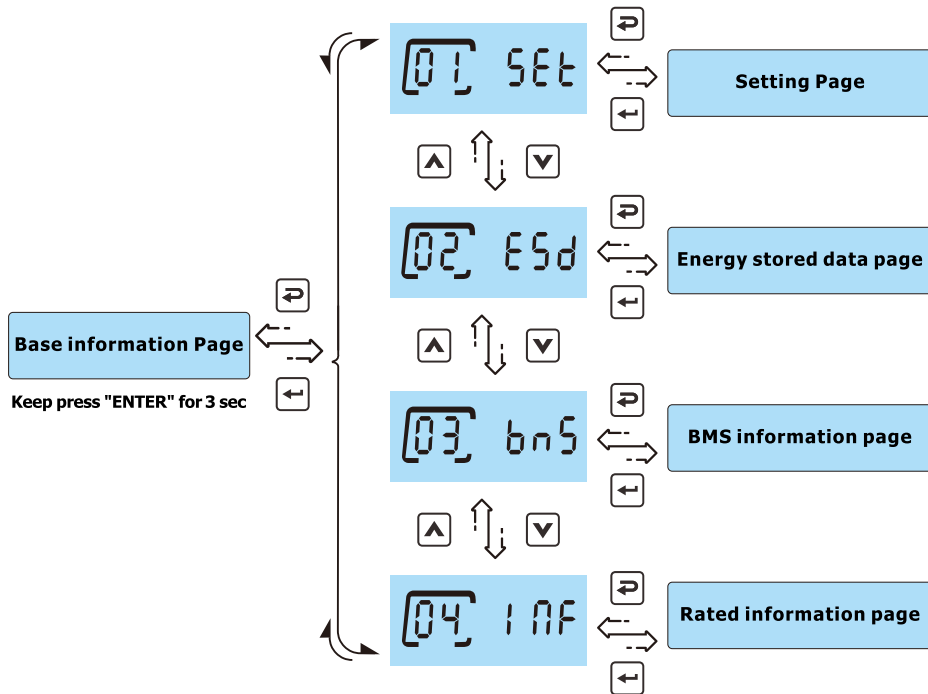 01 SEt
Setting Page
02 ESd
Energy stored data page
Base information Page
Keep press "ENTER" for 3 sec
03 bnS
BMS information page
04 INF
Rated information page